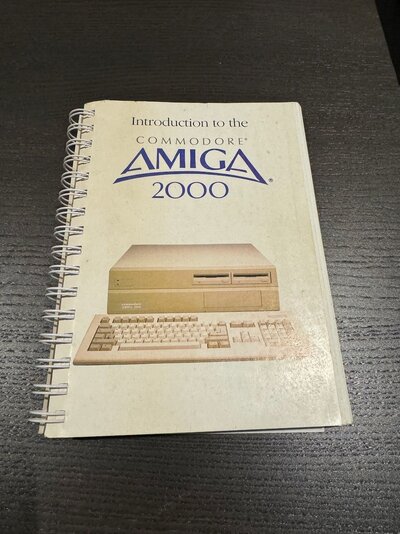 Introduction to the
COMMODORE®
AMIGA®
2000